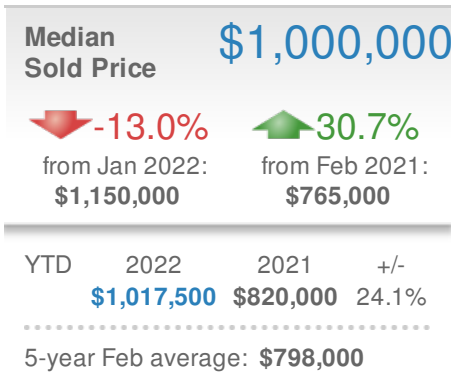 Median $1,000,000
Sold Price
-13.0% 30.7%
from Jan 2022: from Feb 2021:
$1,150,000 $765,000
YTD 2022 2021 +/-
$1,017,500 $820,000 24.1%
5-year Feb average: $798,000